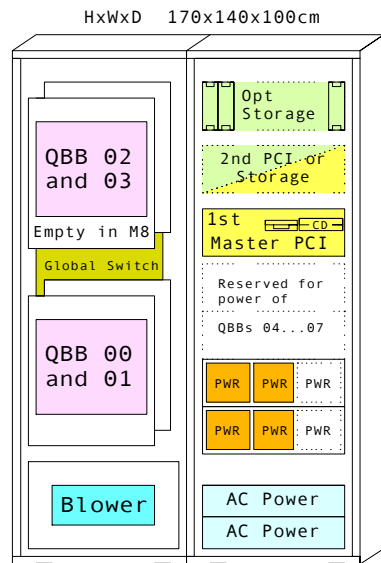 HxWxD 170x140x100cm
QBB 02
and 03
Empty in M8
Global Switch
QBB 00
and 01
Blower
Opt
Storage
2nd PCI or
Storage
1st
CD
Master PCI
Reserved for
power of
QBBs 04...07
PWR PWR PWR
PWR PWR PWR
AC Power
AC Power